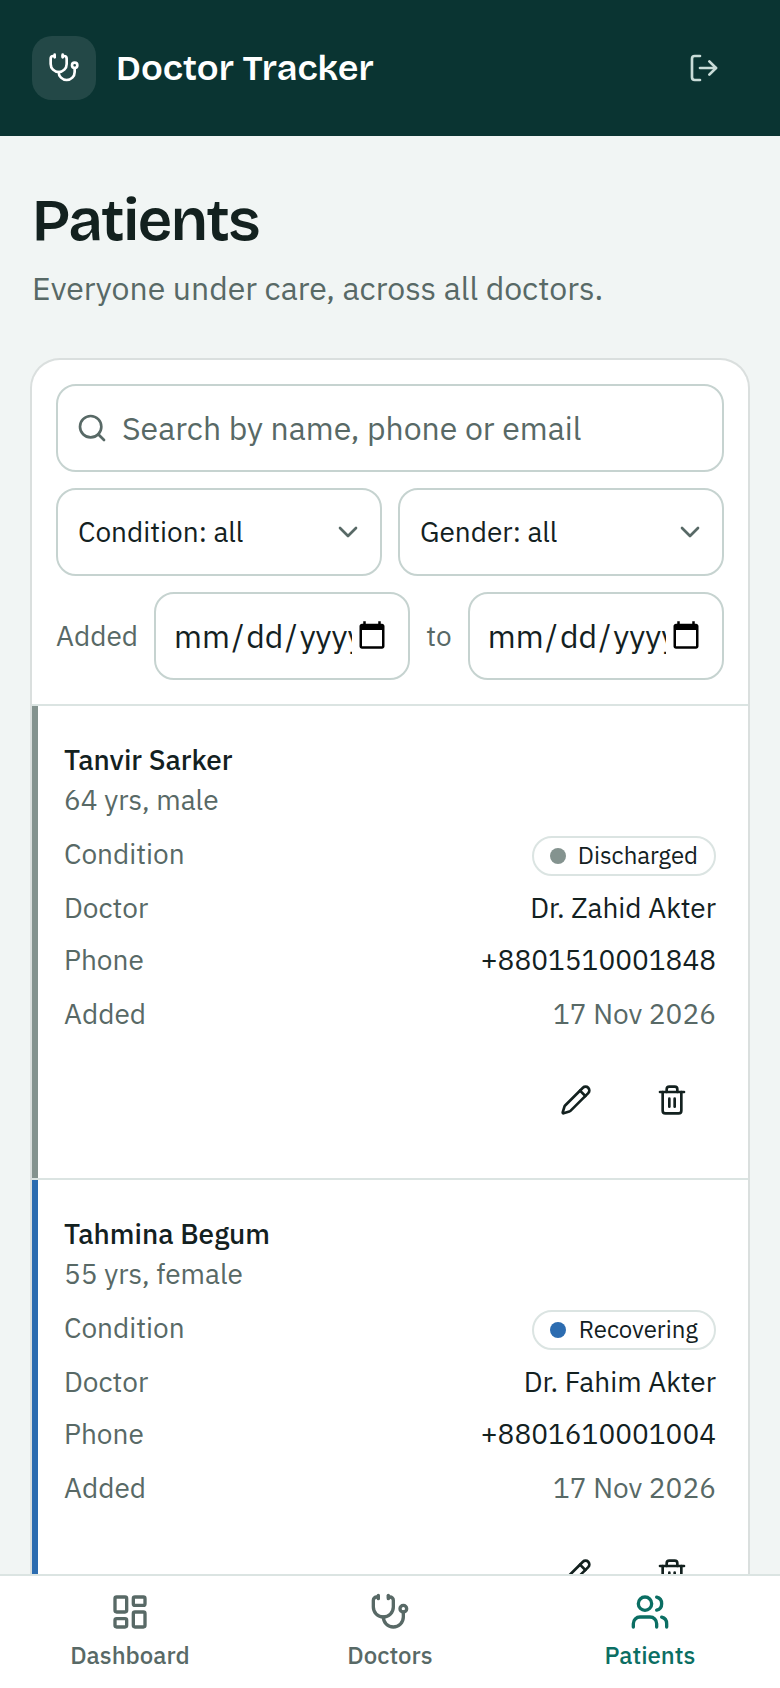 Doctor Tracker
Patients
Everyone under care, across all doctors.
Search by name, phone or email
Condition: all
Gender: all
Added mm/dd/yyyy to mm/dd/yyyy
Tanvir Sarker
64 yrs, male
Condition Discharged
Doctor Dr. Zahid Akter
Phone +8801510001848
Added 17 Nov 2026
Tahmina Begum
55 yrs, female
Condition Recovering
Doctor Dr. Fahim Akter
Phone +8801610001004
Added 17 Nov 2026
Dashboard Doctors Patients